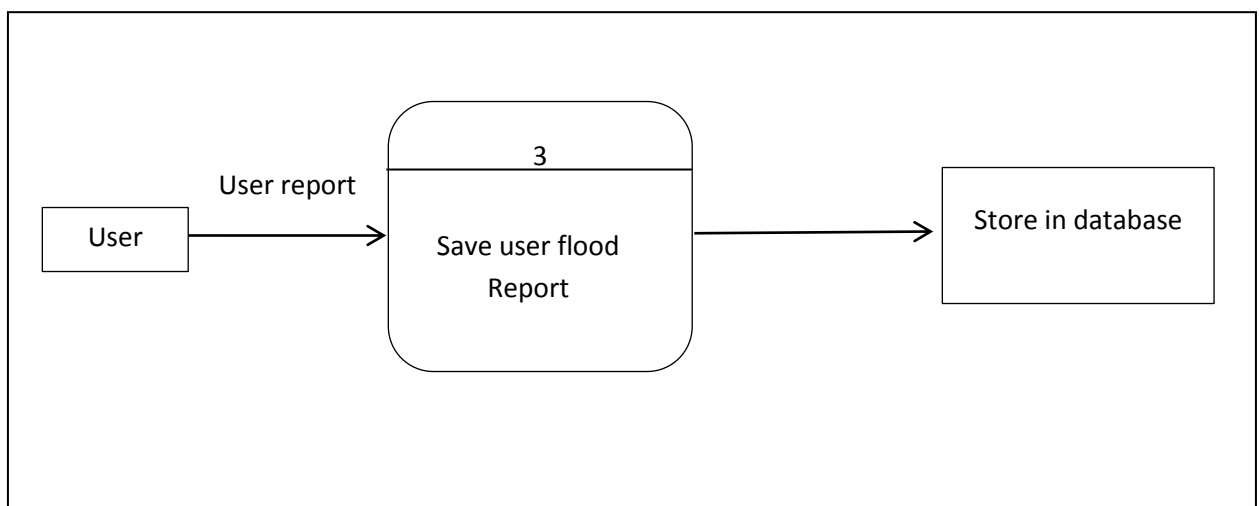 User
User report
3
Save user flood
Report
Store in database